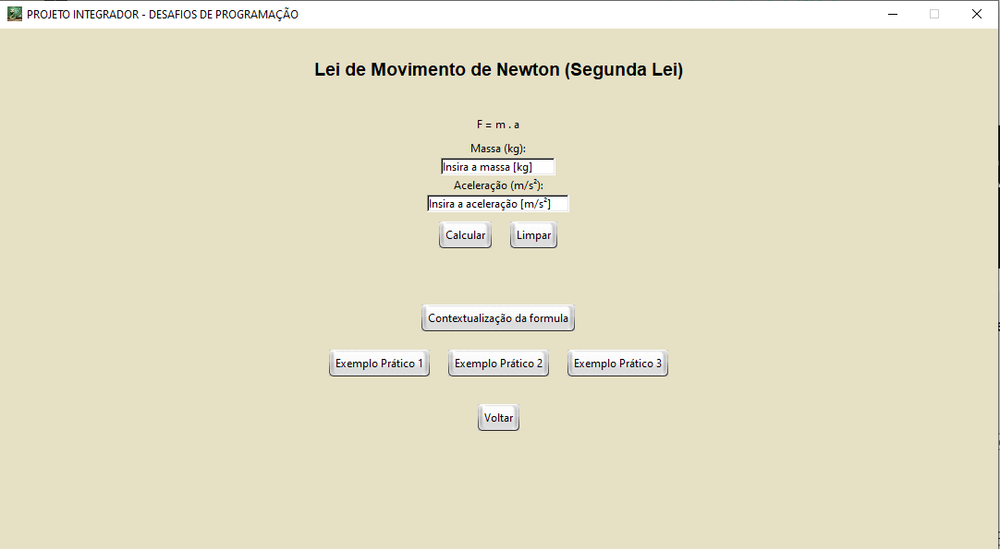 PROJETO INTEGRADOR - DESAFIOS DE PROGRAMAÇÃO
Lei de Movimento de Newton (Segunda Lei)
F = m . a
Massa (kg):
Insira a massa [kg]
Aceleração (m/s²):
Insira a aceleração [m/s²]
Calcular Limpar
Contextualização da formula
Exemplo Prático 1 Exemplo Prático 2 Exemplo Prático 3
Voltar